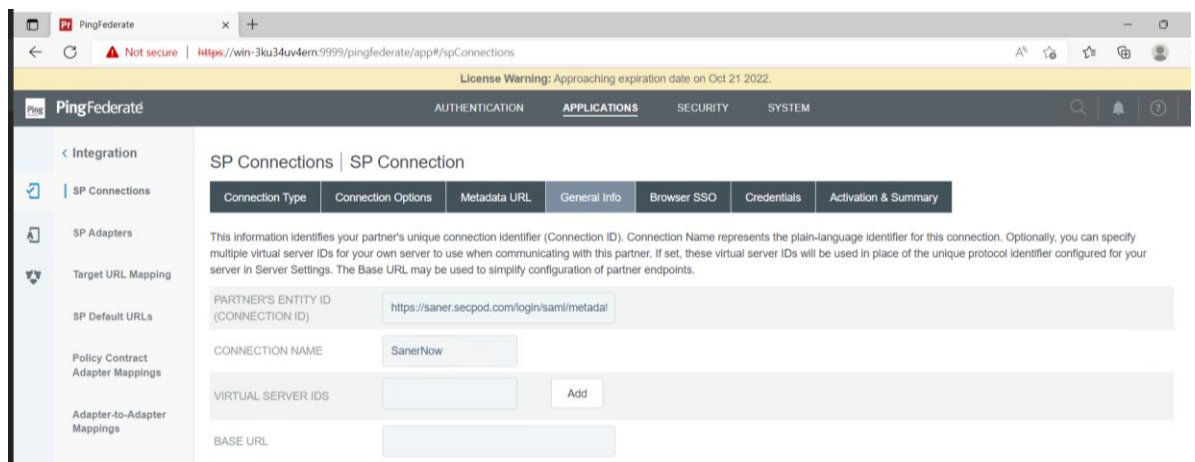 PingFederate
Not secure | https://win-3ku34uv4ern:9999/pingfederate/app#/spConnections
License Warning: Approaching expiration date on Oct 21 2022.
Ping PingFederate
AUTHENTICATION APPLICATIONS SECURITY SYSTEM
< Integration
SP Connections
SP Adapters
Target URL Mapping
SP Default URLs
Policy Contract
Adapter Mappings
Adapter-to-Adapter
Mappings
SP Connections | SP Connection
Connection Type Connection Options Metadata URL General Info Browser SSO Credentials Activation & Summary
This information identifies your partner's unique connection identifier (Connection ID). Connection Name represents the plain-language identifier for this connection. Optionally, you can specify
multiple virtual server IDs for your own server to use when communicating with this partner. If set, these virtual server IDs will be used in place of the unique protocol identifier configured for your
server in Server Settings. The Base URL may be used to simplify configuration of partner endpoints.
PARTNER'S ENTITY ID
(CONNECTION ID)
https://saner.secpod.com/login/saml/metadat
CONNECTION NAME
SanerNow
VIRTUAL SERVER IDS
Add
BASE URL